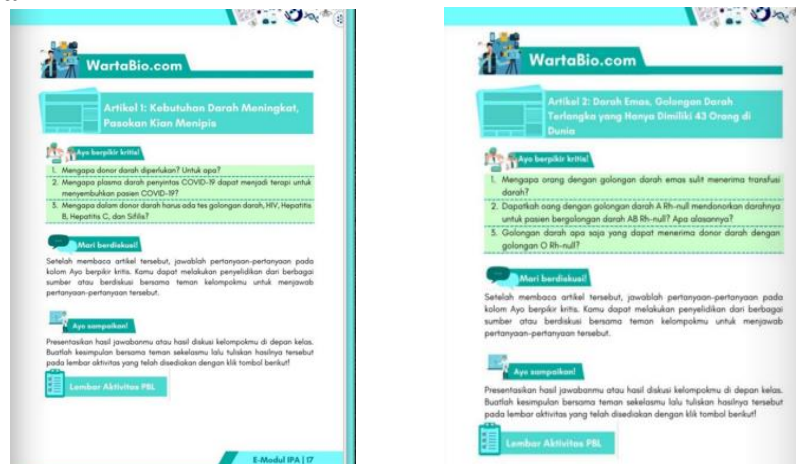 WartaBio.com
Artikel 1: Kebutuhan Darah Meningkat,
Pasokan Kian Menipis
Ayo berpikir kritis!
1. Mengapa donor darah diperlukan? Untuk apa?
2. Mengapa plasma darah penyintas COVID-19 dapat menjadi terapi untuk
menyembuhkan pasien COVID-19?
3. Mengapa dalam donor darah harus ada tes golongan darah, HIV, Hepatitis
B, Hepatitis C, dan Sifilis?
Mari berdiskusi!
Setelah membaca artikel tersebut, jawablah pertanyaan-pertanyaan pada
kolom Ayo berpikir kritis. Kamu dapat melakukan penyelidikan dari berbagai
sumber atau berdiskusi bersama teman kelompokmu untuk menjawab
pertanyaan-pertanyaan tersebut.
Ayo sampaikan!
Presentasikan hasil jawabanmu atau hasil diskusi kelompokmu di depan kelas.
Buatlah kesimpulan bersama teman sekelasmu lalu tuliskan hasilnya tersebut
pada lembar aktivitas yang telah disediakan dengan klik tombol berikut!
Lembar Aktivitas PBL
E-Modul IPA | 17
WartaBio.com
Artikel 2: Darah Emas, Golongan Darah
Terlangka yang Hanya Dimiliki 43 Orang di
Dunia
Ayo berpikir kritis!
1. Mengapa orang dengan golongan darah emas sulit menerima transfusi
darah?
2. Dapatkah oang dengan golongan darah A Rh-null mendonorkan darahnya
untuk pasien bergolongan darah AB Rh-null? Apa alasannya?
3. Golongan darah apa saja yang dapat menerima donor darah dengan
golongan O Rh-null?
Mari berdiskusi!
Setelah membaca artikel tersebut, jawablah pertanyaan-pertanyaan pada
kolom Ayo berpikir kritis. Kamu dapat melakukan penyelidikan dari berbagai
sumber atau berdiskusi bersama teman kelompokmu untuk menjawab
pertanyaan-pertanyaan tersebut.
Ayo sampaikan!
Presentasikan hasil jawabanmu atau hasil diskusi kelompokmu di depan kelas.
Buatlah kesimpulan bersama teman sekelasmu lalu tuliskan hasilnya tersebut
pada lembar aktivitas yang telah disediakan dengan klik tombol berikut!
Lembar Aktivitas PBL